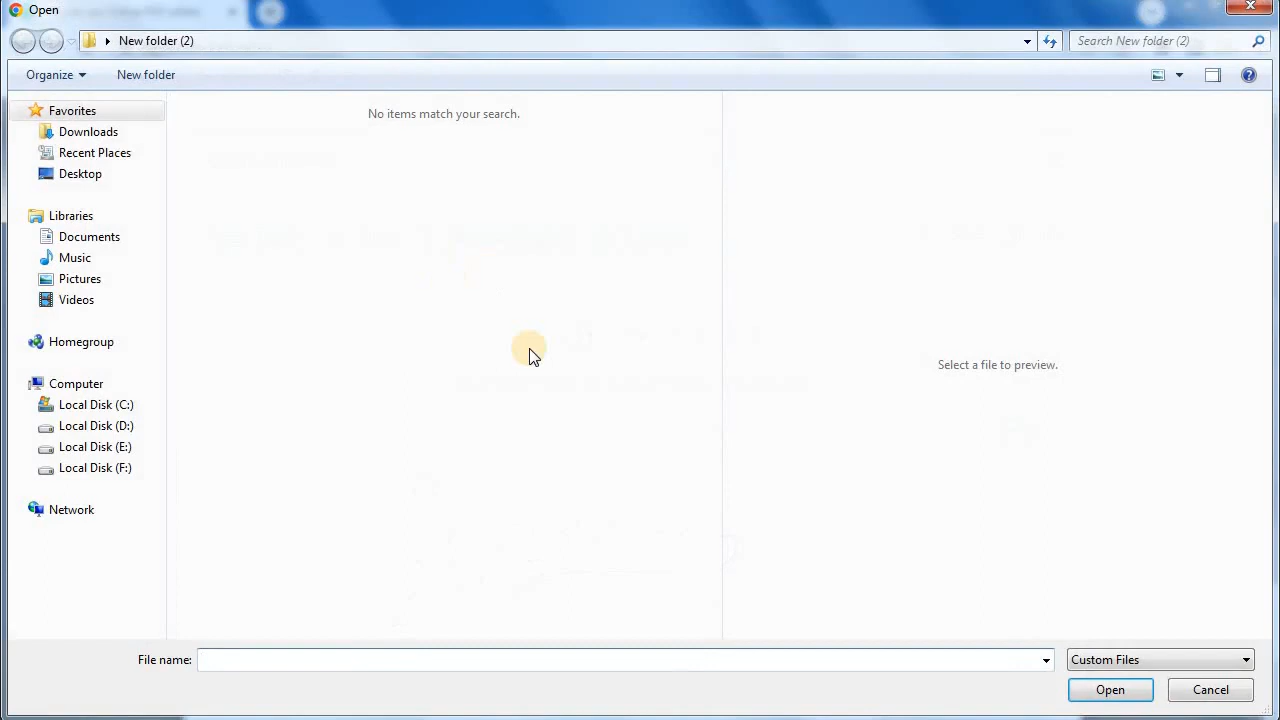 Open
New folder (2)
Search New folder (2)
Organize
New folder
Favorites
Downloads
Recent Places
Desktop
Libraries
Documents
Music
Pictures
Videos
Homegroup
Computer
Local Disk (C:)
Local Disk (D:)
Local Disk (E:)
Local Disk (F:)
Network
No items match your search.
Select a file to preview.
File name:
Custom Files
Open
Cancel